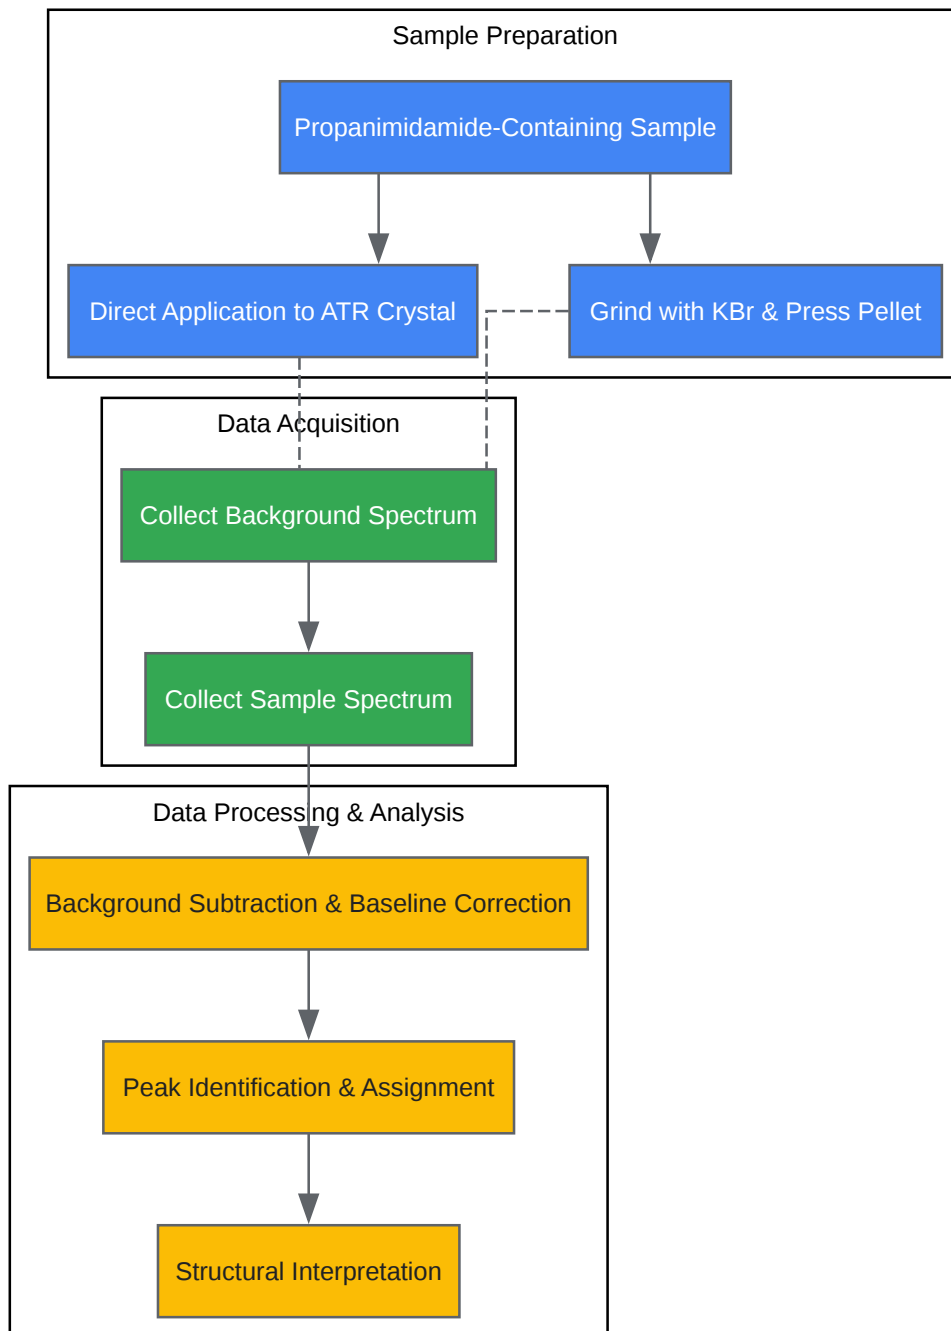 Sample Preparation
Propanimidamide-Containing Sample
Direct Application to ATR Crystal
Grind with KBr & Press Pellet
Data Acquisition
Collect Background Spectrum
Collect Sample Spectrum
Data Processing & Analysis
Background Subtraction & Baseline Correction
Peak Identification & Assignment
Structural Interpretation